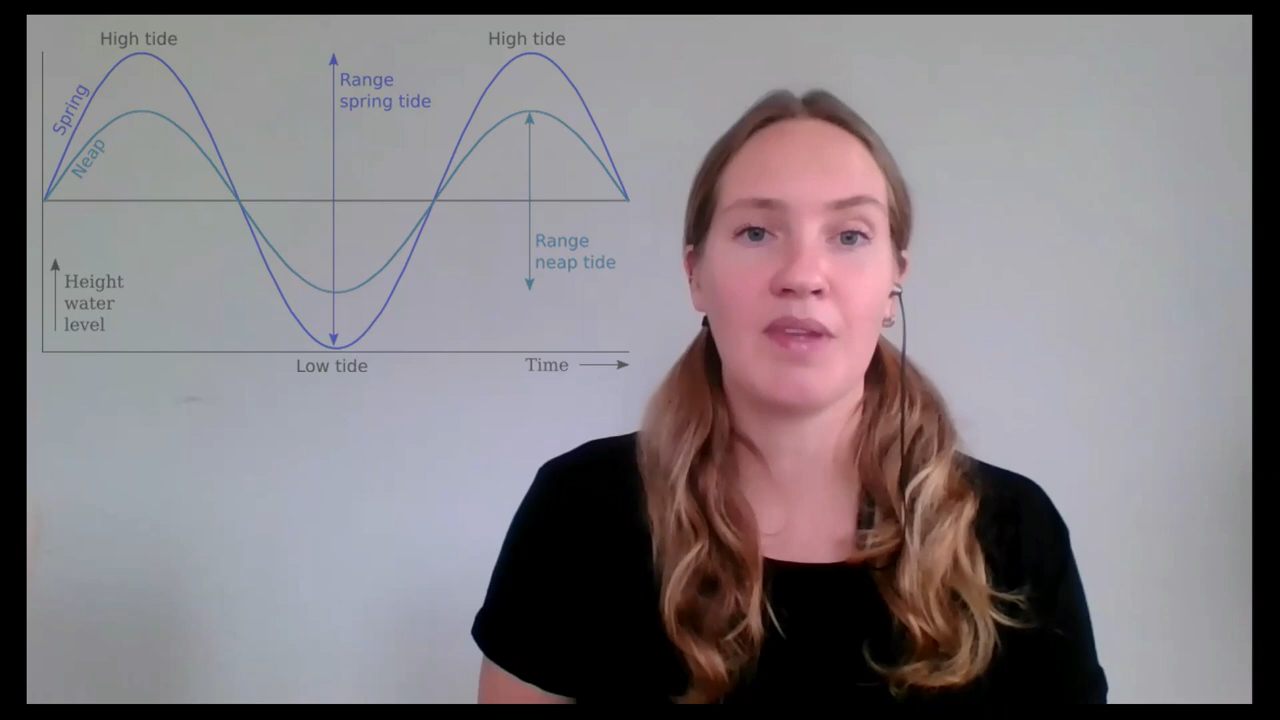 High tide
High tide
Range
spring tide
Spring
Neap
Range
neap tide
Height
water
level
Low tide
Time